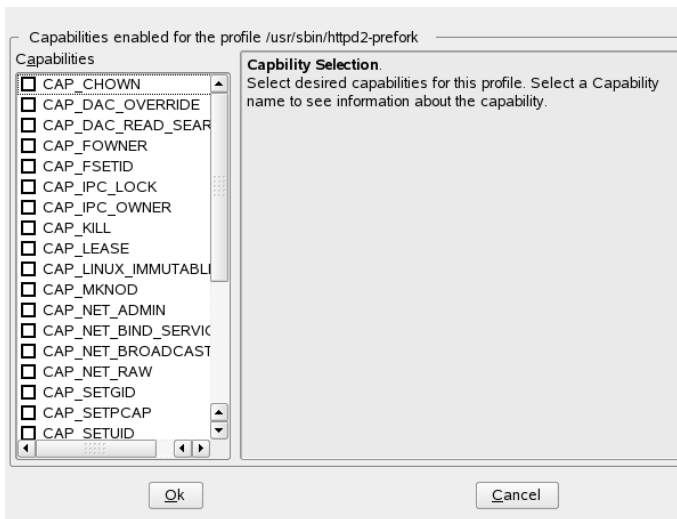 Capabilities enabled for the profile /usr/sbin/httpd2-prefork
Capabilities
CAP_CHOWN
CAP_DAC_OVERRIDE
CAP_DAC_READ_SEAR
CAP_FOWNER
CAP_FSETID
CAP_IPC_LOCK
CAP_IPC_OWNER
CAP_KILL
CAP_LEASE
CAP_LINUX_IMMUTABLI
CAP_MKNOD
CAP_NET_ADMIN
CAP_NET_BIND_SERVIC
CAP_NET_BROADCAST
CAP_NET_RAW
CAP_SETGID
CAP_SETPCAP
CAP_SETUID
Capbility Selection.
Select desired capabilities for this profile. Select a Capability
name to see information about the capability.
Ok
Cancel